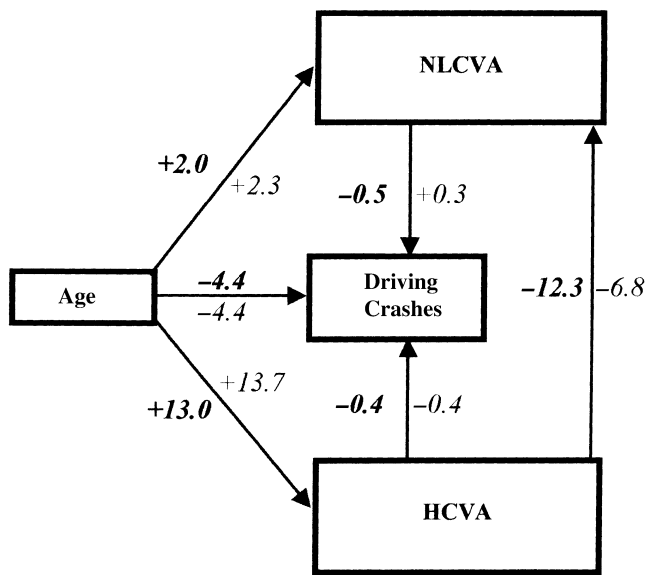 NLCVA
+2.0
+2.3
−0.5 +0.3
Age
−4.4
−4.4
Driving
Crashes
−12.3 −6.8
+13.7
+13.0
−0.4 −0.4
HCVA